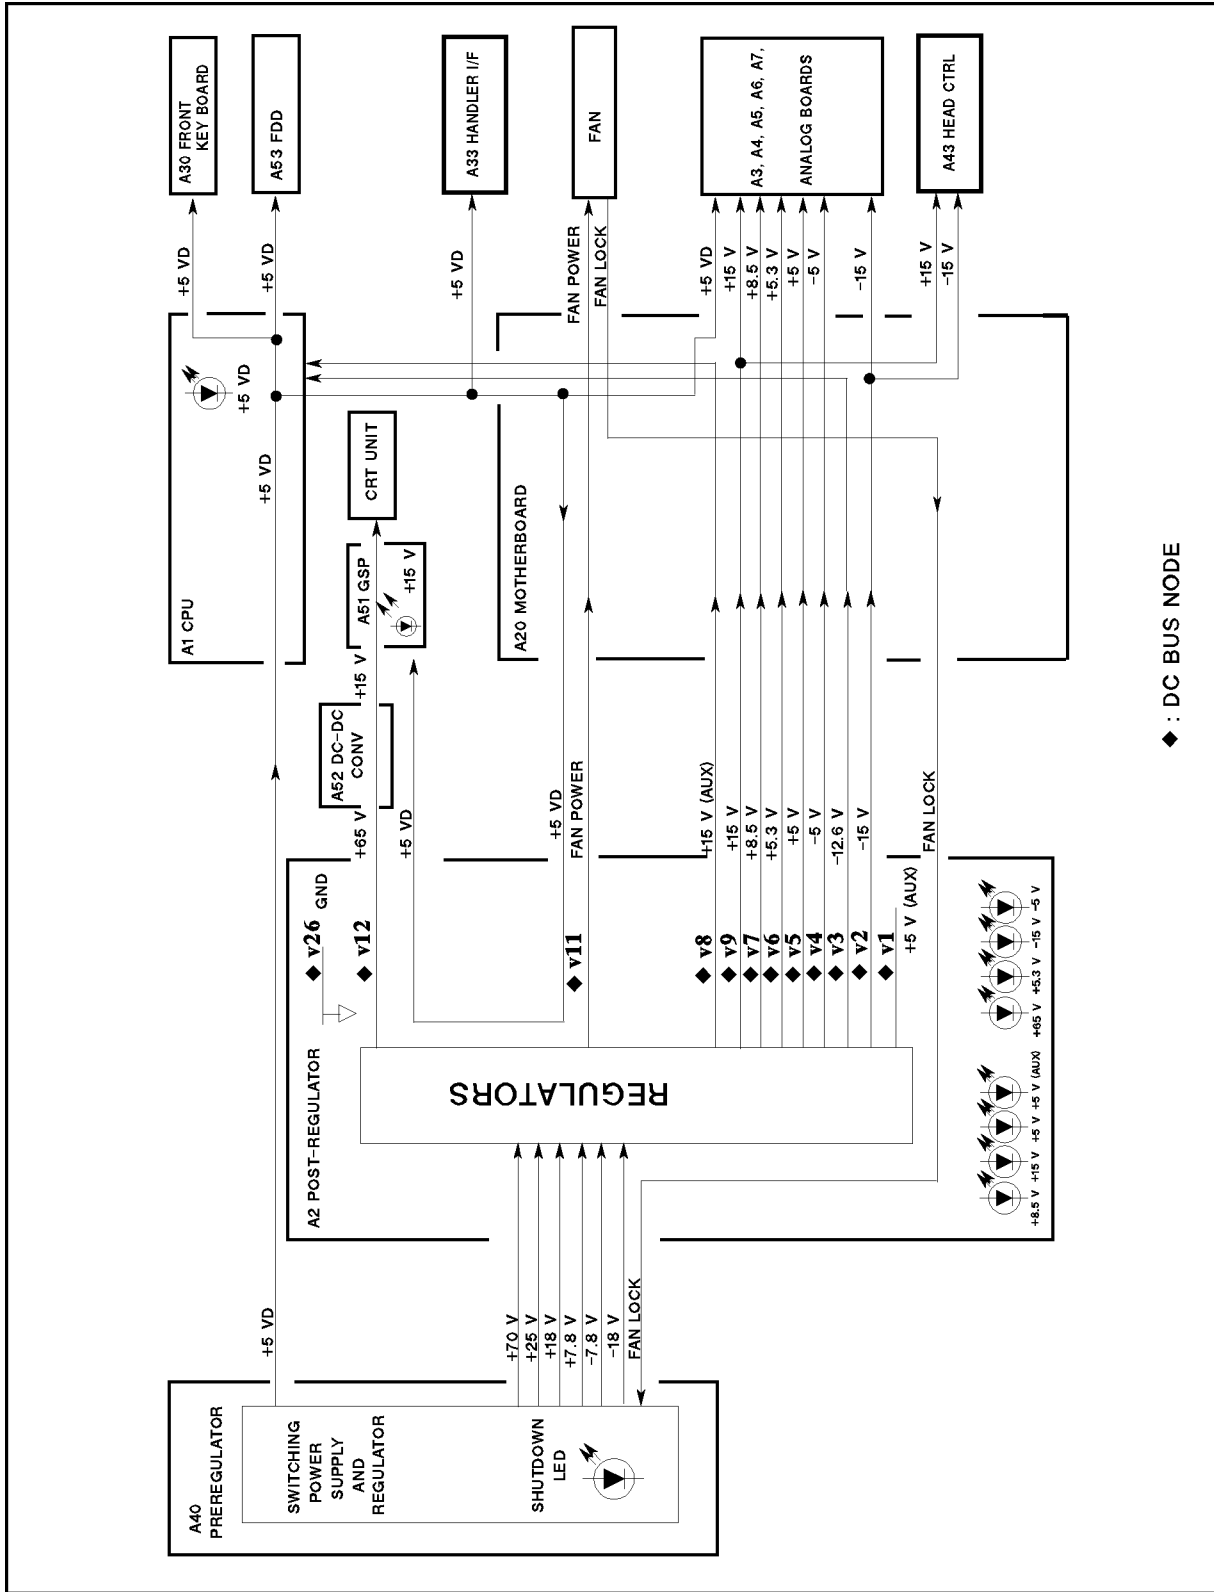 A40
PREREGULATOR
SWITCHING
POWER
SUPPLY
AND
REGULATOR
SHUTDOWN
LED
+5 VD
+70 V
+25 V
+18 V
+7.8 V
-7.8 V
-18 V
FAN LOCK
A2 POST-REGULATOR
REGULATORS
◆ v26
GND
◆ v12
◆ v11
◆ v8
◆ v9
◆ v7
◆ v6
◆ v5
◆ v4
◆ v3
◆ v2
◆ v1
+65 V
+5 VD
+5 VD
FAN POWER
+15 V (AUX)
+15 V
+8.5 V
+5.3 V
+5 V
-5 V
-12.6 V
-15 V
+5 V (AUX)
FAN LOCK
+8.5 V +15 V +5 V +5 V (AUX)
+65 V +5.3 V -15 V -5 V
A52 DC-DC
CONV
+15 V
A51 GSP
+15 V
CRT UNIT
A1 CPU
+5 VD
+5 VD
A20 MOTHERBOARD
+5 VD
+5 VD
+5 VD
FAN POWER
FAN LOCK
+5 VD
+15 V
+8.5 V
+5.3 V
+5 V
-5 V
-15 V
+15 V
-15 V
A30 FRONT
KEY BOARD
A53 FDD
A33 HANDLER I/F
FAN
A3, A4, A5, A6, A7,
ANALOG BOARDS
A43 HEAD CTRL
◆ : DC BUS NODE